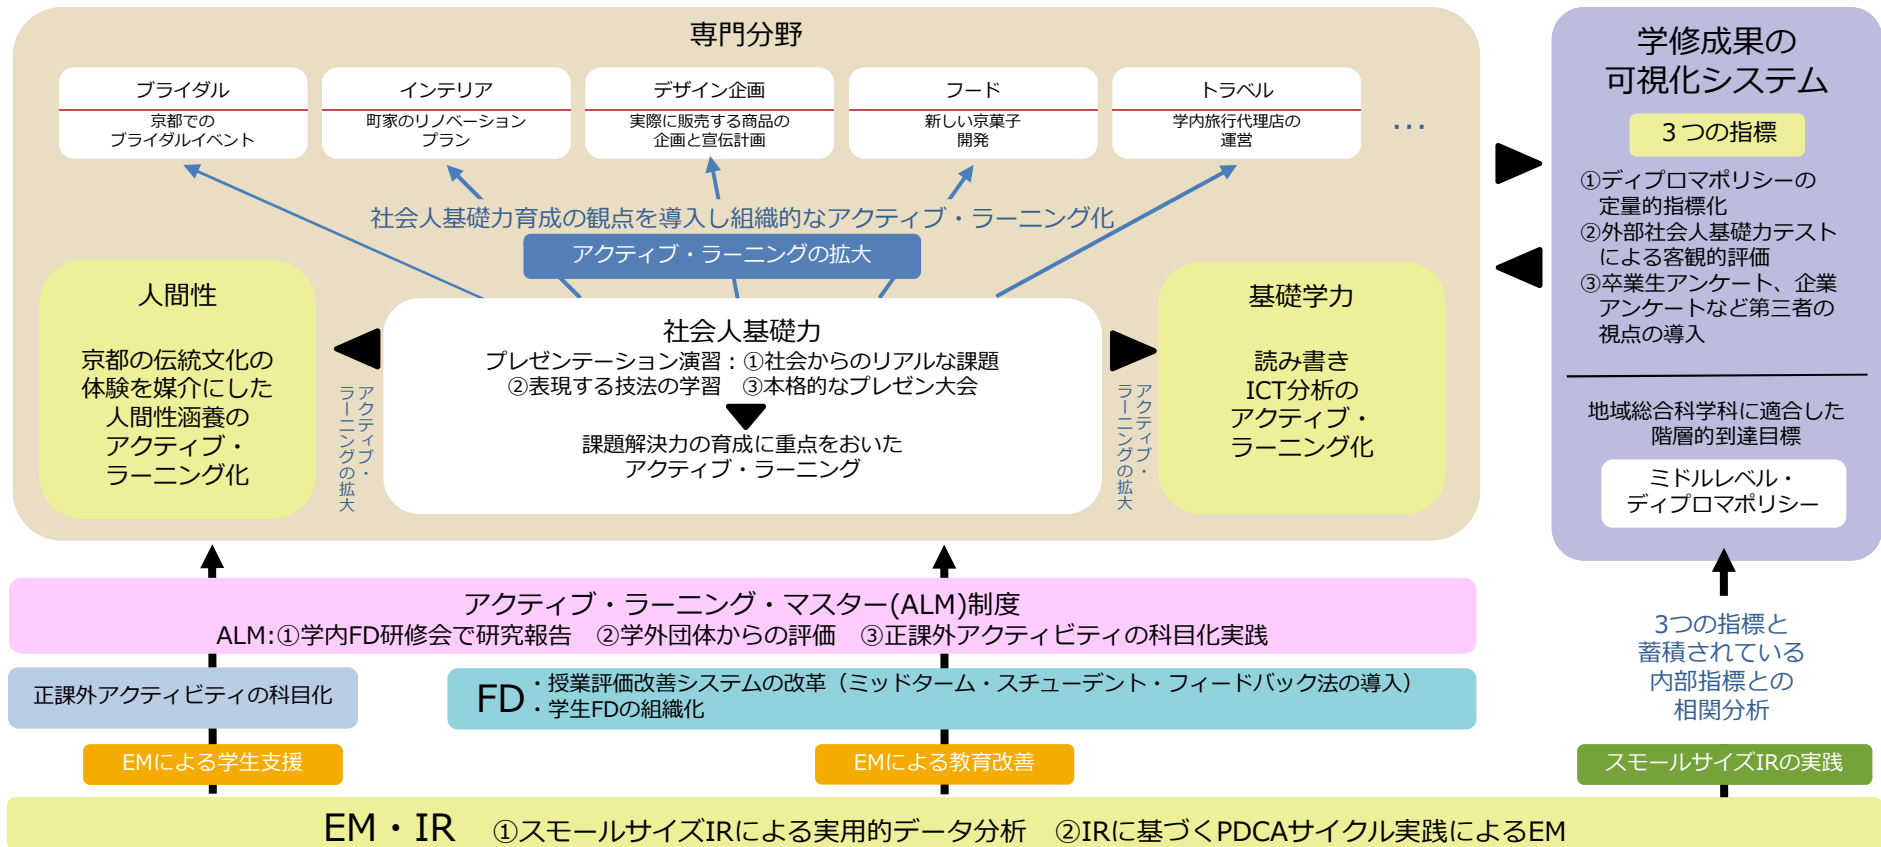 専門分野
ブライダル
京都での
ブライダルイベント
インテリア
町家のリノベーション
プラン
デザイン企画
実際に販売する商品の
企画と宣伝計画
フード
新しい京菓子
開発
トラベル
学内旅行代理店の
運営
…
社会人基礎力育成の観点を導入し組織的なアクティブ・ラーニング化
アクティブ・ラーニングの拡大
人間性
京都の伝統文化の
体験を媒介にした
人間性涵養の
アクティブ・
ラーニング化
アクティブ・
ラーニングの拡大
社会人基礎力
プレゼンテーション演習：①社会からのリアルな課題
②表現する技法の学習　③本格的なプレゼン大会
課題解決力の育成に重点をおいた
アクティブ・ラーニング
アクティブ・
ラーニングの拡大
基礎学力
読み書き
ICT分析の
アクティブ・
ラーニング化
学修成果の
可視化システム
３つの指標
①ディプロマポリシーの
定量的指標化
②外部社会人基礎力テスト
による客観的評価
③卒業生アンケート、企業
アンケートなど第三者の
視点の導入
地域総合科学科に適合した
階層的到達目標
ミドルレベル・
ディプロマポリシー
アクティブ・ラーニング・マスター(ALM)制度
ALM:①学内FD研修会で研究報告　②学外団体からの評価　③正課外アクティビティの科目化実践
正課外アクティビティの科目化
FD
・授業評価改善システムの改革（ミッドターム・スチューデント・フィードバック法の導入）
・学生FDの組織化
3つの指標と
蓄積されている
内部指標との
相関分析
EMによる学生支援
EMによる教育改善
スモールサイズIRの実践
EM・IR　①スモールサイズIRによる実用的データ分析　②IRに基づくPDCAサイクル実践によるEM